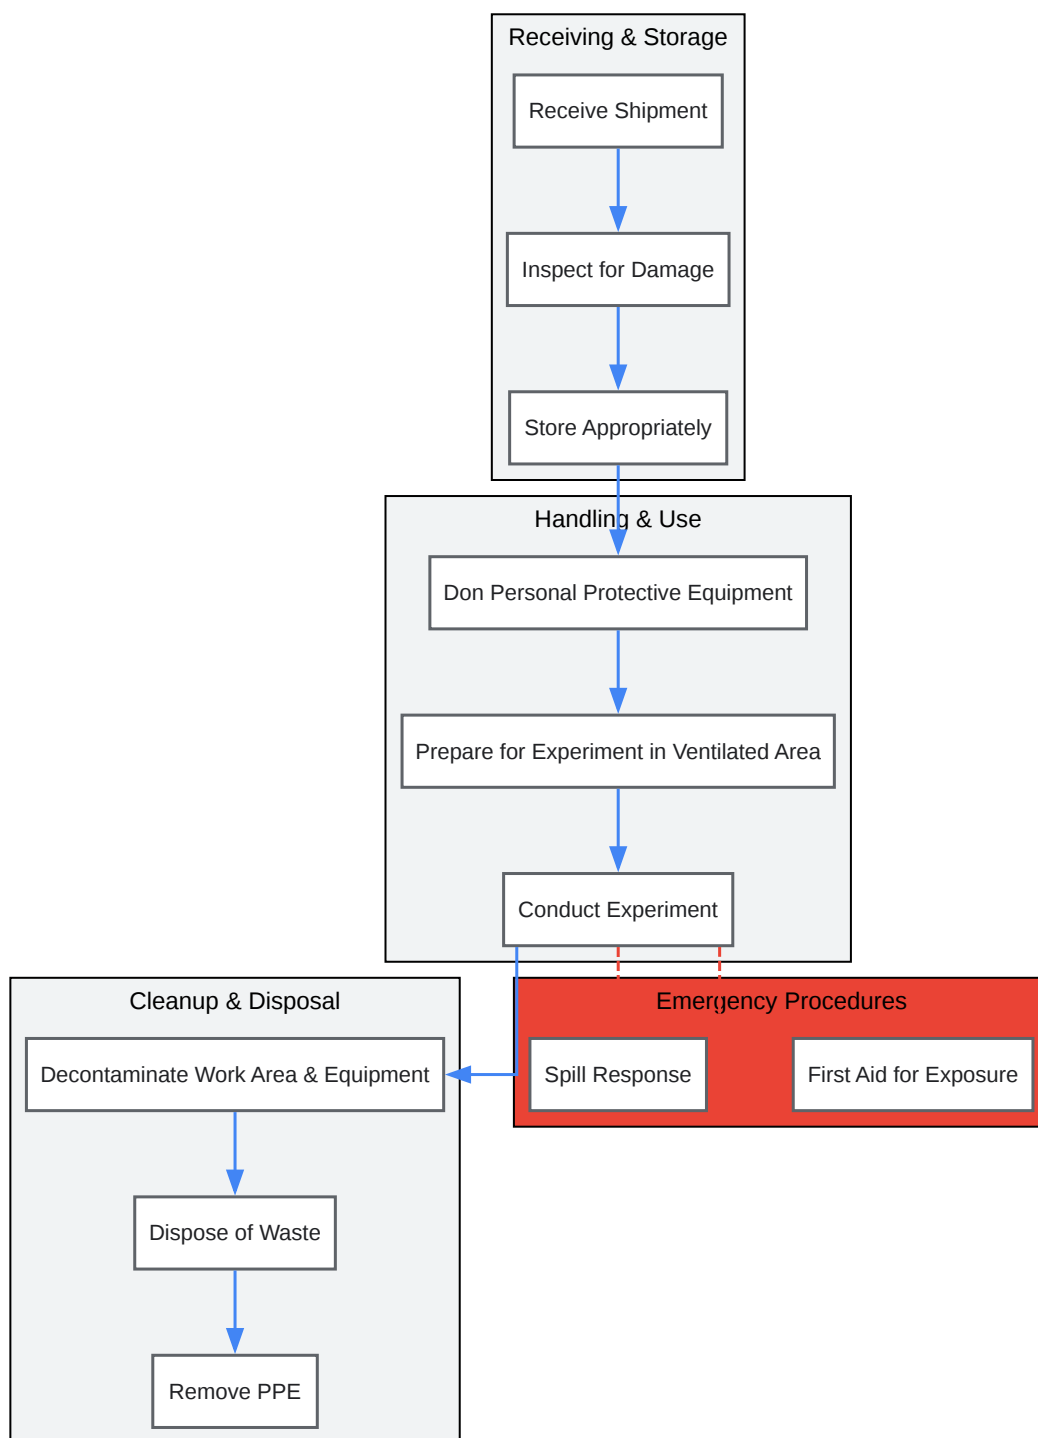 Receiving & Storage
Receive Shipment
Inspect for Damage
Store Appropriately
Handling & Use
Don Personal Protective Equipment
Prepare for Experiment in Ventilated Area
Conduct Experiment
Cleanup & Disposal
Decontaminate Work Area & Equipment
Dispose of Waste
Remove PPE
Emergency Procedures
Spill Response
First Aid for Exposure